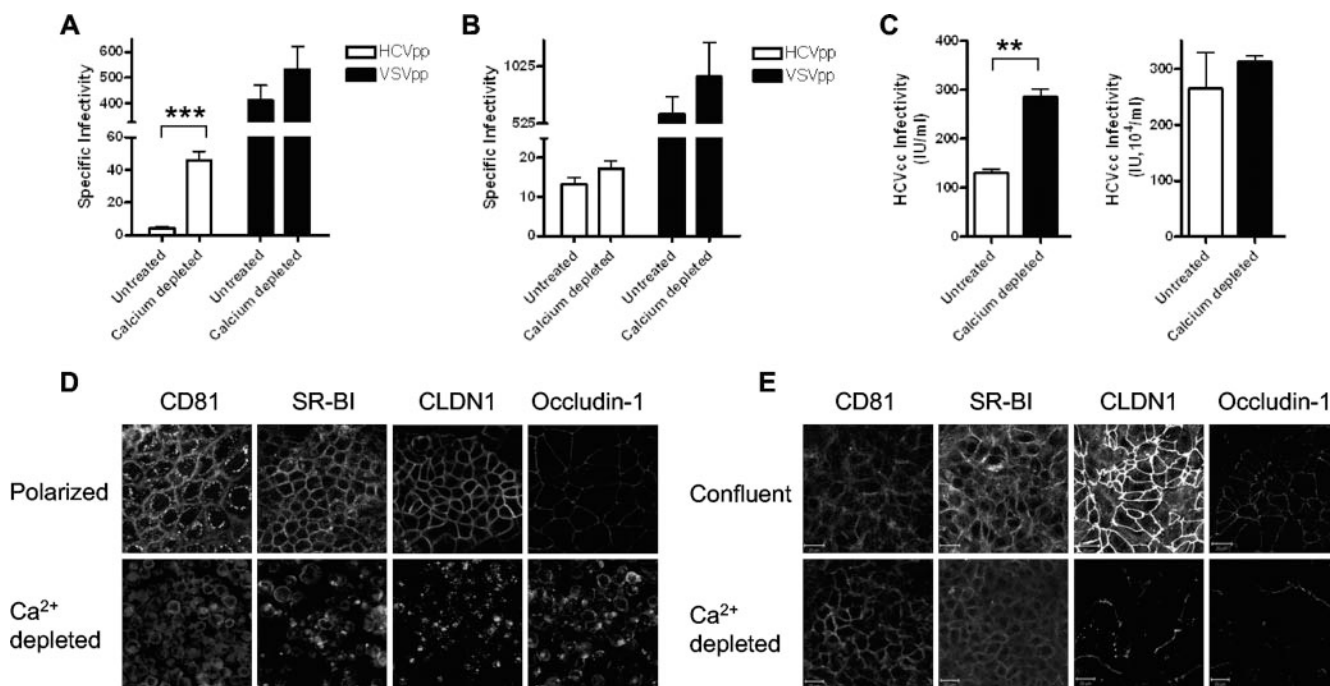 A
Specific Infectivity
600
500
400
60
40
20
0
***
HCVpp
VSVpp
Untreated
Calcium depleted
Untreated
Calcium depleted
B
Specific Infectivity
1025
525
20
10
0
HCVpp
VSVpp
Untreated
Calcium depleted
Untreated
Calcium depleted
C
HCVcc Infectivity
(IU/ml)
400
300
200
100
0
**
Untreated
Calcium depleted
HCVcc Infectivity
(IU,10⁻⁴/ml)
300
200
100
0
Untreated
Calcium depleted
D
CD81 SR-BI CLDN1 Occludin-1
Polarized
Ca²⁺
depleted
E
CD81 SR-BI CLDN1 Occludin-1
Confluent
Ca²⁺
depleted